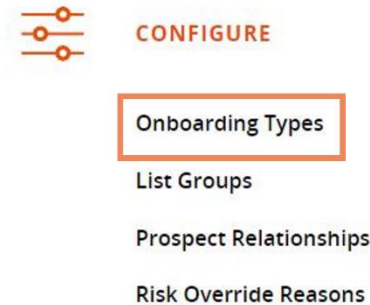 CONFIGURE
Onboarding Types
List Groups
Prospect Relationships
Risk Override Reasons